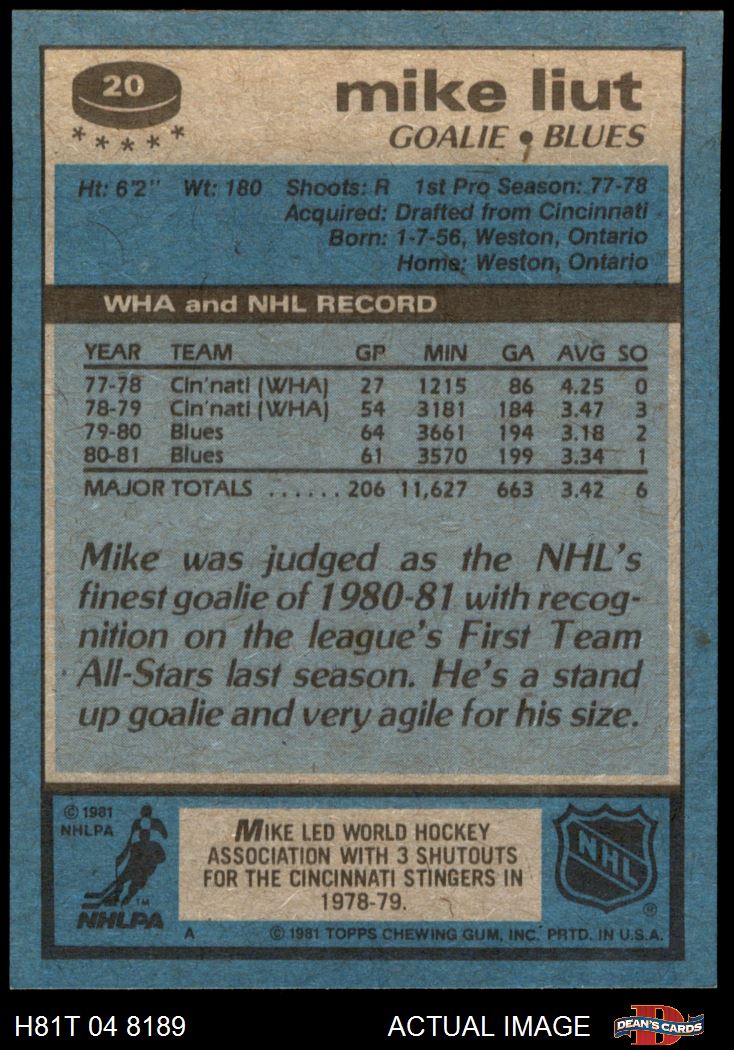 20
mike liut
GOALIE • BLUES
Ht: 6'2" Wt: 180 Shoots: R 1st Pro Season: 77-78
Acquired: Drafted from Cincinnati
Born: 1-7-56, Weston, Ontario
Home: Weston, Ontario
WHA and NHL RECORD
YEAR TEAM GP MIN GA AVG SO
77-78 Cin'nati (WHA) 27 1215 86 4.25 0
78-79 Cin'nati (WHA) 54 3181 184 3.47 3
79-80 Blues 64 3661 194 3.18 2
80-81 Blues 61 3570 199 3.34 1
MAJOR TOTALS ...... 206 11,627 663 3.42 6
Mike was judged as the NHL's
finest goalie of 1980-81 with recog-
nition on the league's First Team
All-Stars last season. He's a stand
up goalie and very agile for his size.
© 1981
NHLPA
TM
NHLPA
MIKE LED WORLD HOCKEY
ASSOCIATION WITH 3 SHUTOUTS
FOR THE CINCINNATI STINGERS IN
1978-79.
NHL
®
A © 1981 TOPPS CHEWING GUM, INC. PRTD. IN U.S.A.
H81T 04 8189 ACTUAL IMAGE
D
DEAN'S CARDS